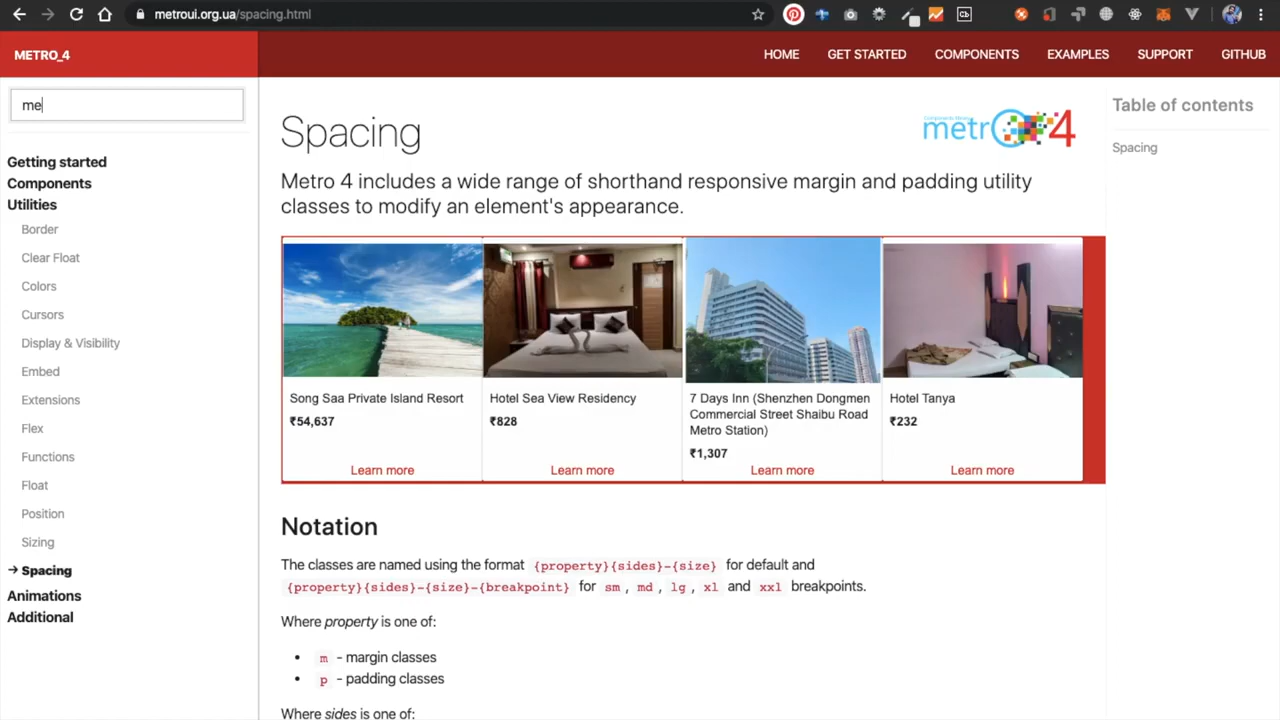 metroui.org.ua/spacing.html
METRO_4
HOME
GET STARTED
COMPONENTS
EXAMPLES
SUPPORT
GITHUB
me
Getting started
Components
Utilities
Border
Clear Float
Colors
Cursors
Display & Visibility
Embed
Extensions
Flex
Functions
Float
Position
Sizing
Spacing
Animations
Additional
Spacing
metr 4
Metro 4 includes a wide range of shorthand responsive margin and padding utility
classes to modify an element's appearance.
Song Saa Private Island Resort
₹54,637
Learn more
Hotel Sea View Residency
₹828
Learn more
7 Days Inn (Shenzhen Dongmen
Commercial Street Shaibu Road
Metro Station)
₹1,307
Learn more
Hotel Tanya
₹232
Learn more
Notation
The classes are named using the format {property}{sides}-{size} for default and
{property}{sides}-{size}-{breakpoint} for sm , md , lg , xl and xxl breakpoints.
Where property is one of:
m - margin classes
p - padding classes
Where sides is one of:
Table of contents
Spacing